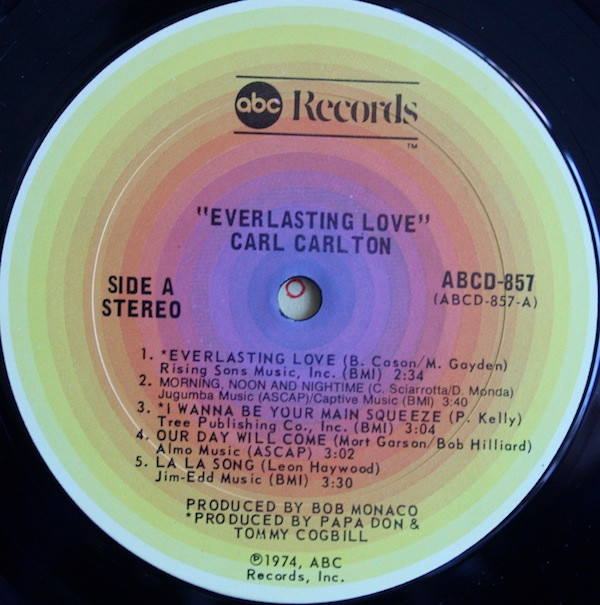 abc Records
TM
"EVERLASTING LOVE"
CARL CARLTON
SIDE A
STEREO
ABCD-857
(ABCD-857-A)
1. *EVERLASTING LOVE (B. Cason/M. Gayden)
Rising Sons Music, Inc. (BMI) 2:34
2. MORNING, NOON AND NIGHTIME (C. Sciarrotta/D. Monda)
Jugumba Music (ASCAP)/Captive Music (BMI) 3:40
3. *I WANNA BE YOUR MAIN SQUEEZE (P. Kelly)
Tree Publishing Co., Inc. (BMI) 3:04
4. OUR DAY WILL COME (Mort Garson/Bob Hilliard)
Almo Music (ASCAP) 3:02
5. LA LA SONG (Leon Haywood)
Jim-Edd Music (BMI) 3:30
PRODUCED BY BOB MONACO
*PRODUCED BY PAPA DON &
TOMMY COGBILL
℗1974, ABC
Records, Inc.